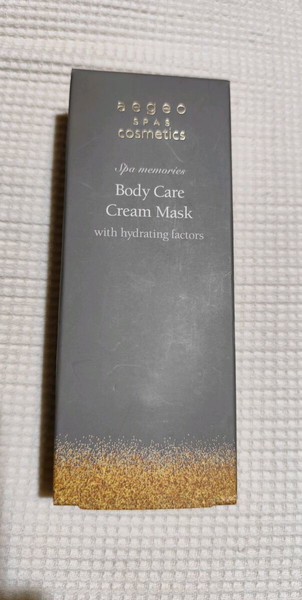 aegeo
SPAS
cosmetics
Spa memories
Body Care
Cream Mask
with hydrating factors